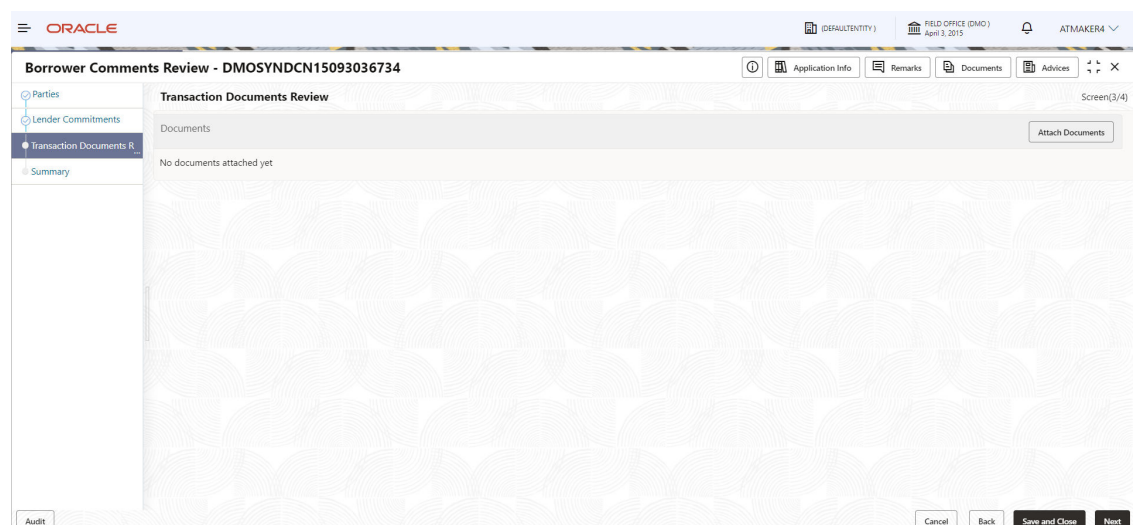 ORACLE
(DEFAULTENTITY )
FIELD OFFICE (DMO )
April 3, 2015
ATMAKER4
Borrower Comments Review - DMOSYNDCN15093036734
Application Info
Remarks
Documents
Advices
Parties
Lender Commitments
Transaction Documents R...
Summary
Transaction Documents Review
Screen(3/4)
Documents
Attach Documents
No documents attached yet
Audit
Cancel
Back
Save and Close
Next